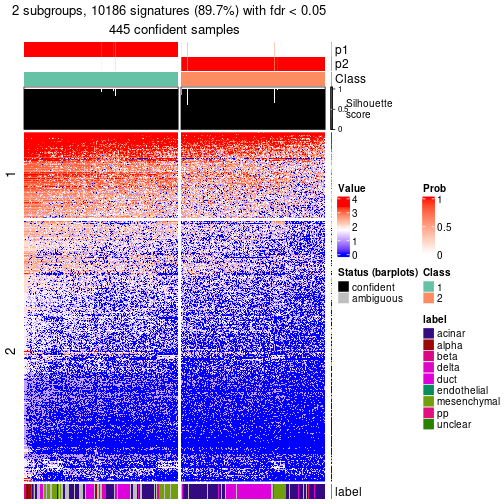 2 subgroups, 10186 signatures (89.7%) with fdr < 0.05
445 confident samples
p1
p2
Class
1
0.5
0
Silhouette
score
1
2
label
Value
4
3
2
1
0
Prob
1
0.5
0
Status (barplots)
confident
ambiguous
Class
1
2
label
acinar
alpha
beta
delta
duct
endothelial
mesenchymal
pp
unclear